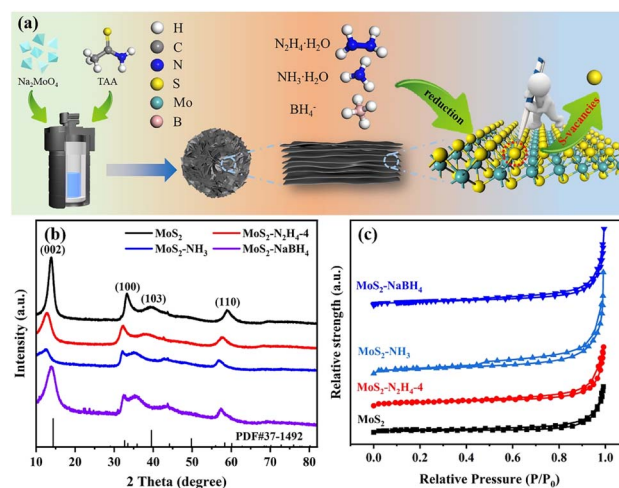 (a)
Na₂MoO₄
TAA
H
C
N
S
Mo
B
N₂H₄·H₂O
NH₃·H₂O
BH₄⁻
reduction
S-vacancies
(b)
MoS₂
MoS₂-N₂H₄-4
MoS₂-NH₃
MoS₂-NaBH₄
(002)
(100)
(103)
(110)
PDF#37-1492
Intensity (a.u.)
10 20 30 40 50 60 70 80
2 Theta (degree)
(c)
MoS₂-NaBH₄
MoS₂-NH₃
MoS₂-N₂H₄-4
MoS₂
Relative strength (a.u.)
0.0 0.2 0.4 0.6 0.8 1.0
Relative Pressure (P/P₀)